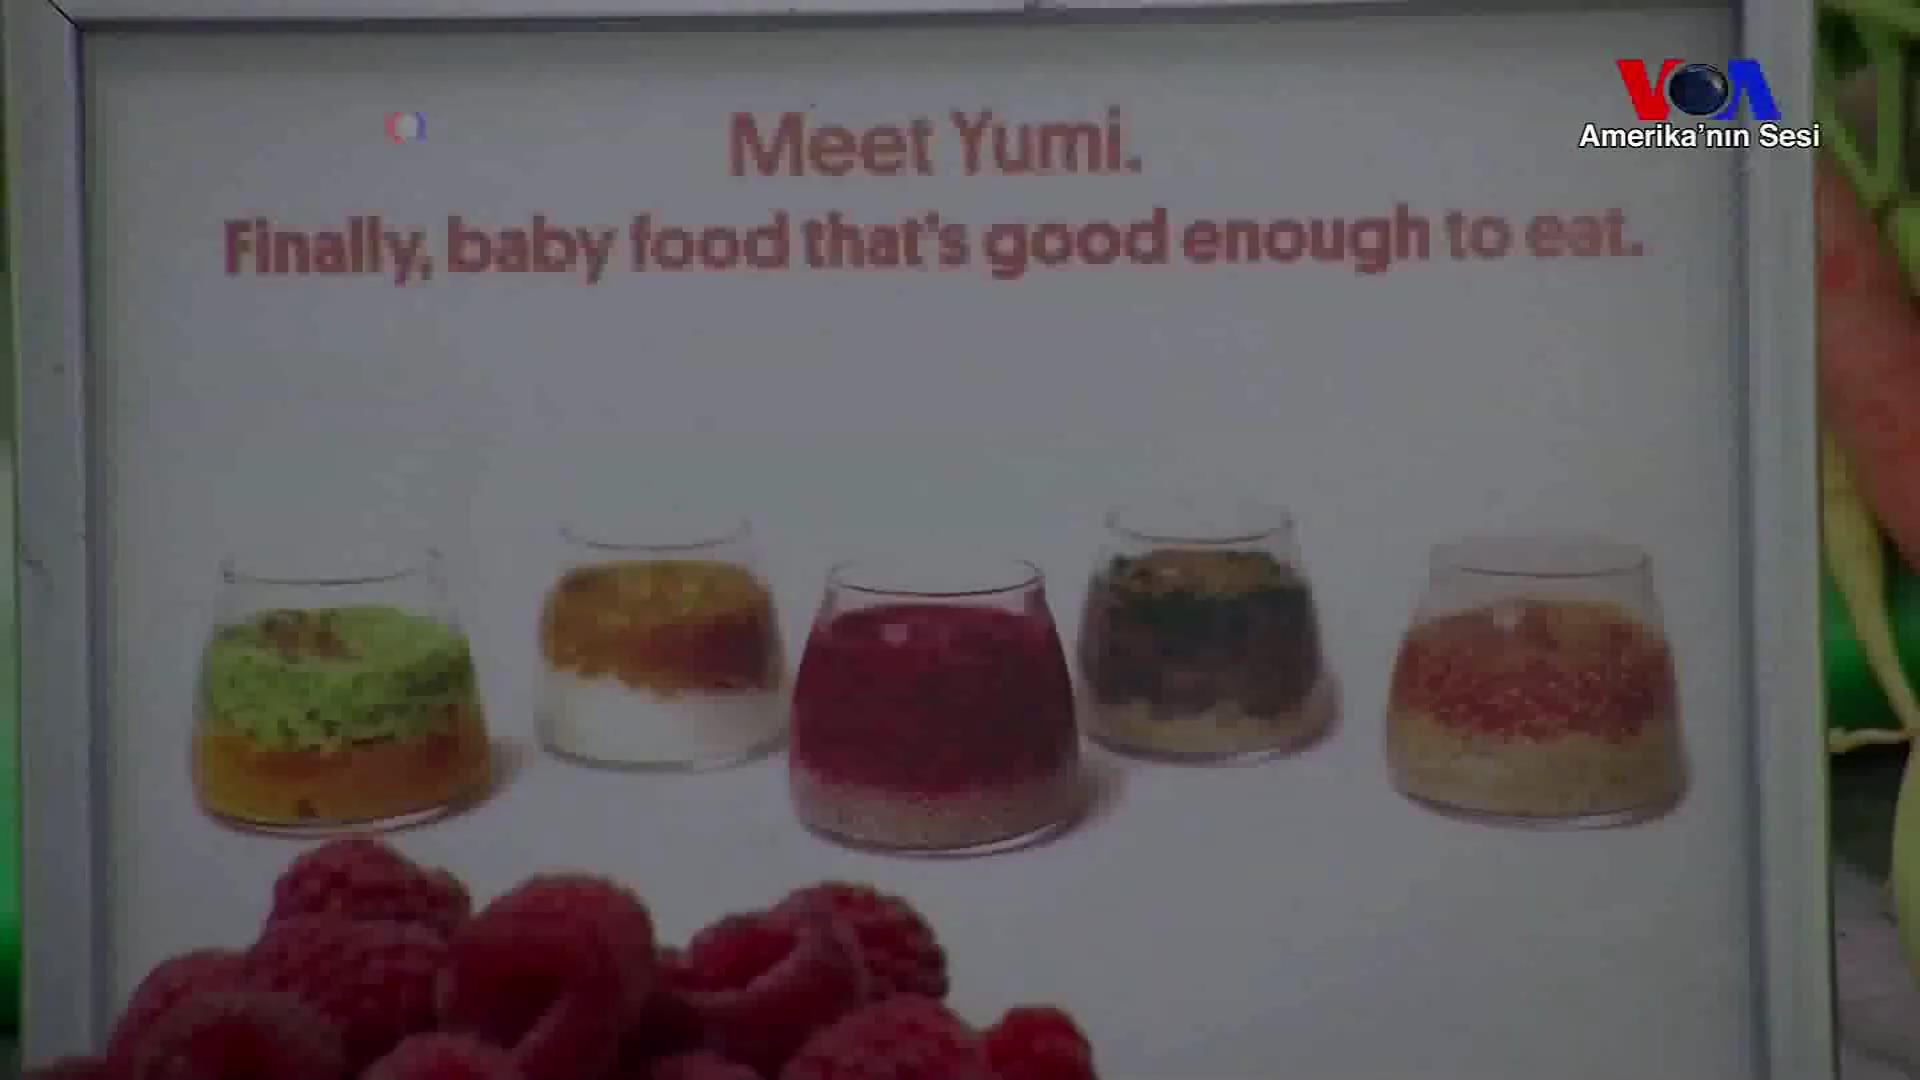 VOA
Amerika'nın Sesi
Meet Yumi.
Finally, baby food that's good enough to eat.